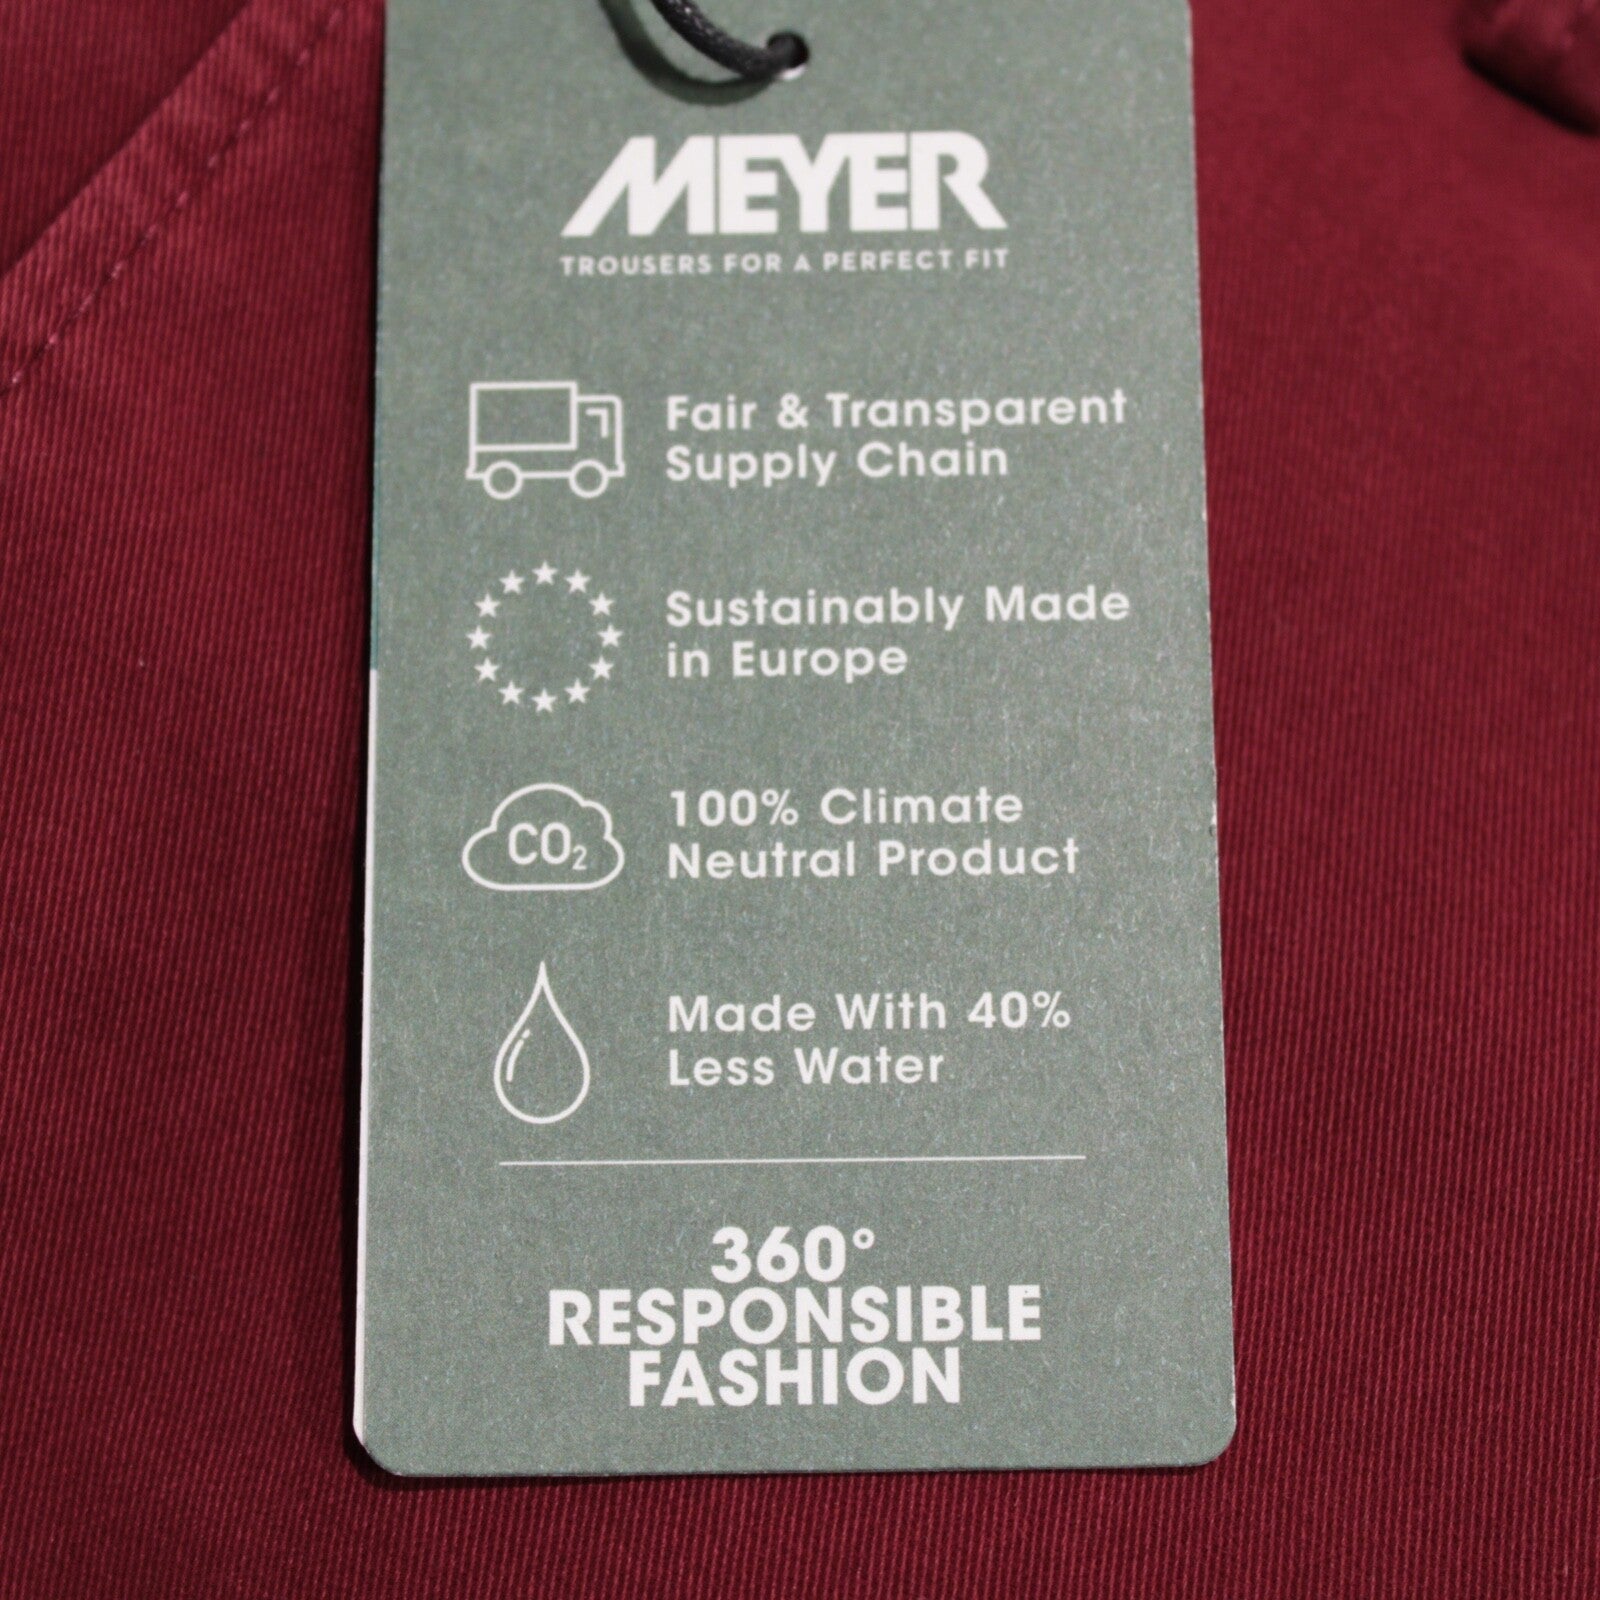 MEYER
TROUSERS FOR A PERFECT FIT
Fair & Transparent
Supply Chain
Sustainably Made
in Europe
CO₂
100% Climate
Neutral Product
Made With 40%
Less Water
360°
RESPONSIBLE
FASHION